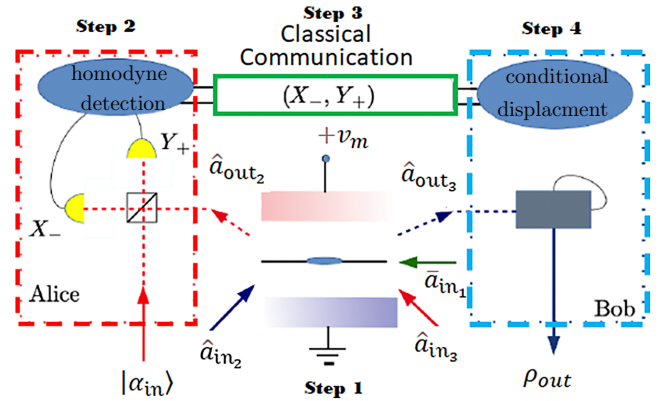 Step 2
Step 3
Step 4
Classical
Communication
homodyne
detection
(X₋, Y₊)
conditional
displacment
Y₊
+vₘ
â_out₂
â_out₃
X₋
Alice
ā_in₁
Bob
â_in₂
â_in₃
|α_in⟩
Step 1
ρ_out